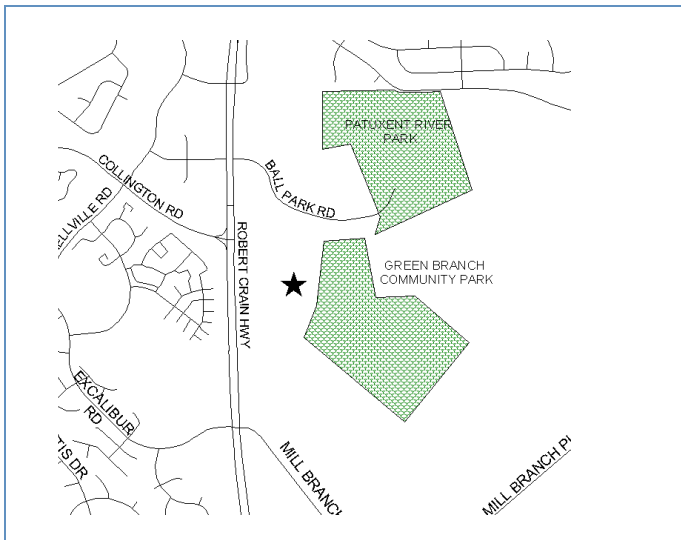 PATUXENT RIVER
PARK
COLLINGTON RD
BALL PARK RD
ELLVILLE RD
ROBERT CRAIN HWY
GREEN BRANCH
COMMUNITY PARK
EXCALIBUR
RD
TIS DR
MILL BRANCH
MILL BRANCH P